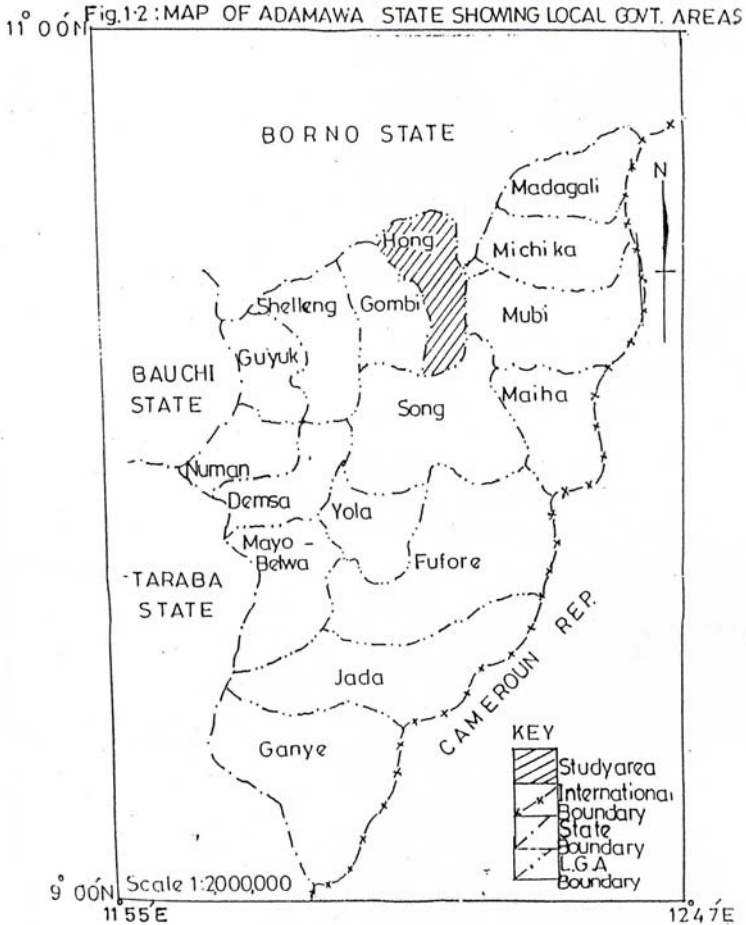 Fig.1·2 : MAP OF ADAMAWA STATE SHOWING LOCAL GOVT. AREAS
11° 00'N
BORNO STATE
N
Madagali
Hong
Michika
Shelleng
Gombi
Mubi
Guyuk
BAUCHI
STATE
Maiha
Song
Numan
Demsa
Yola
Mayo –
Belwa
Fufore
TARABA
STATE
CAMEROUN REP.
Jada
Ganye
KEY
Study area
International
Boundary
State
Boundary
L.G.A
Boundary
9° 00'N
Scale 1:2000,000
11°55'E
12°47'E